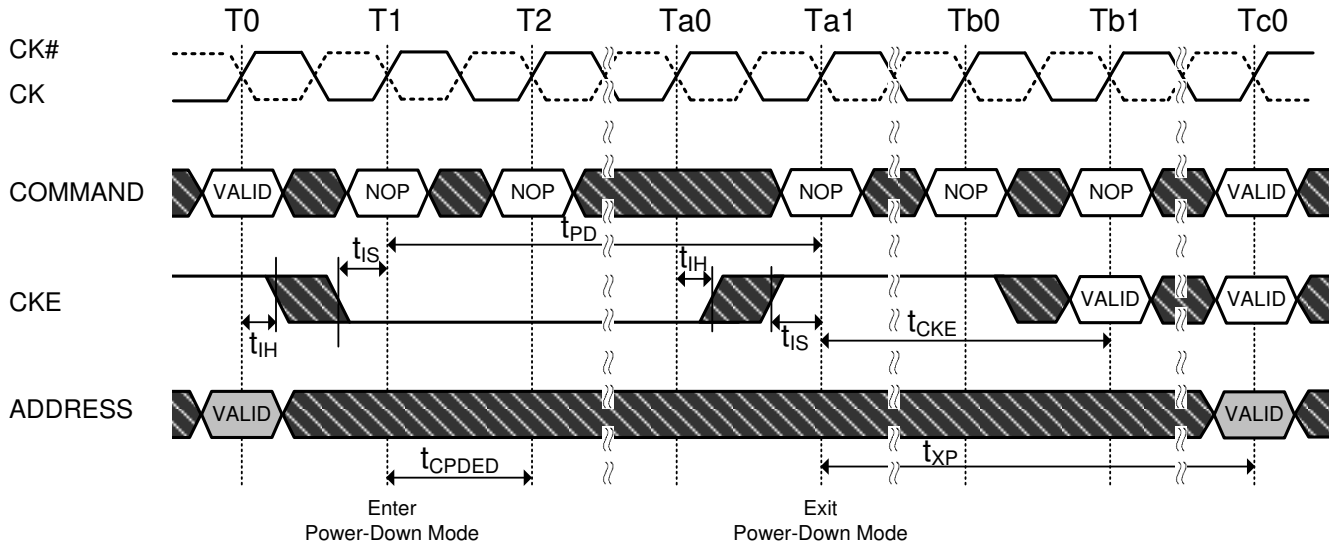 T0 T1 T2 Ta0 Ta1 Tb0 Tb1 Tc0
CK#
CK
COMMAND VALID NOP NOP NOP NOP NOP VALID
tPD
tIS tIH
CKE VALID VALID
tIH tIS tCKE
ADDRESS VALID VALID
tCPDED tXP
Enter
Power-Down Mode
Exit
Power-Down Mode